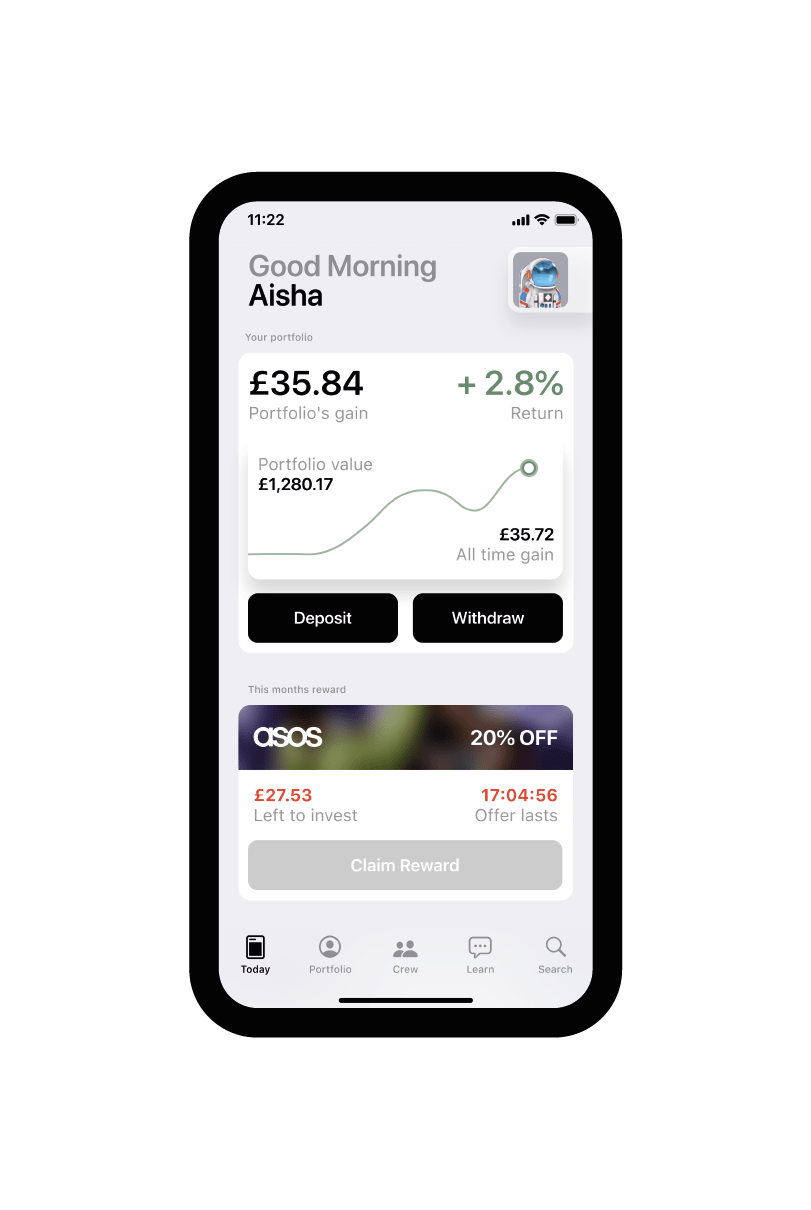 11:22
Good Morning
Aisha
Your portfolio
£35.84
+ 2.8%
Portfolio's gain
Return
Portfolio value
£1,280.17
£35.72
All time gain
Deposit
Withdraw
This months reward
asos
20% OFF
£27.53
17:04:56
Left to invest
Offer lasts
Claim Reward
Today
Portfolio
Crew
Learn
Search